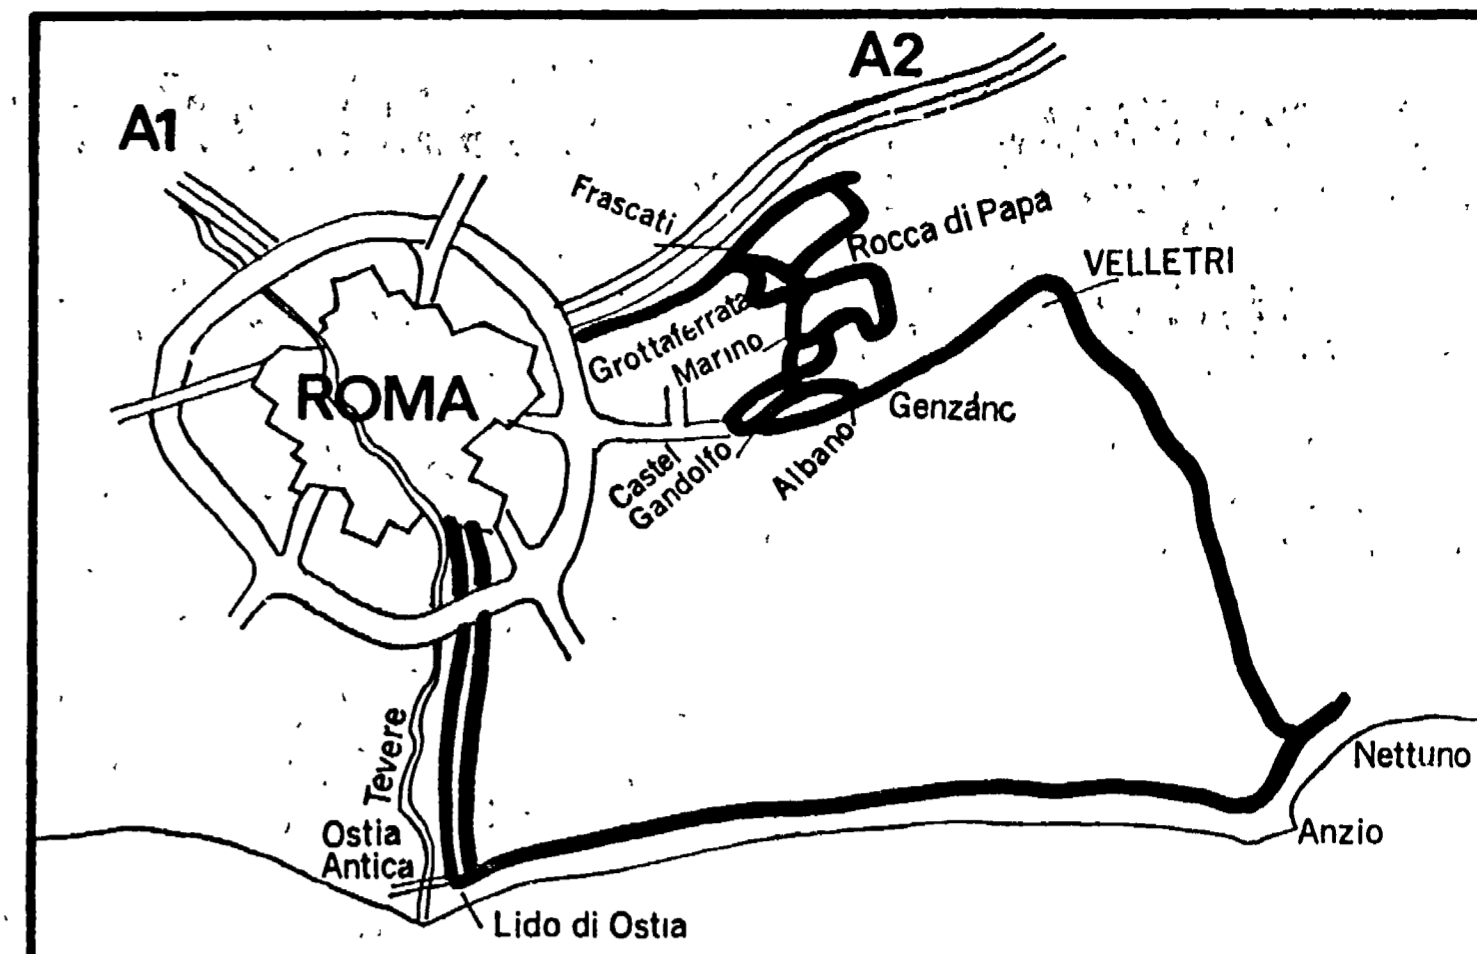 A2
A1
Frascati
Rocca di Papa
VELLETRI
Grottaferrata
Marino
ROMA
Genzánc
Castel
Gandolfo
Albano
Tevere
Nettuno
Ostia
Antica
Anzio
Lido di Ostia